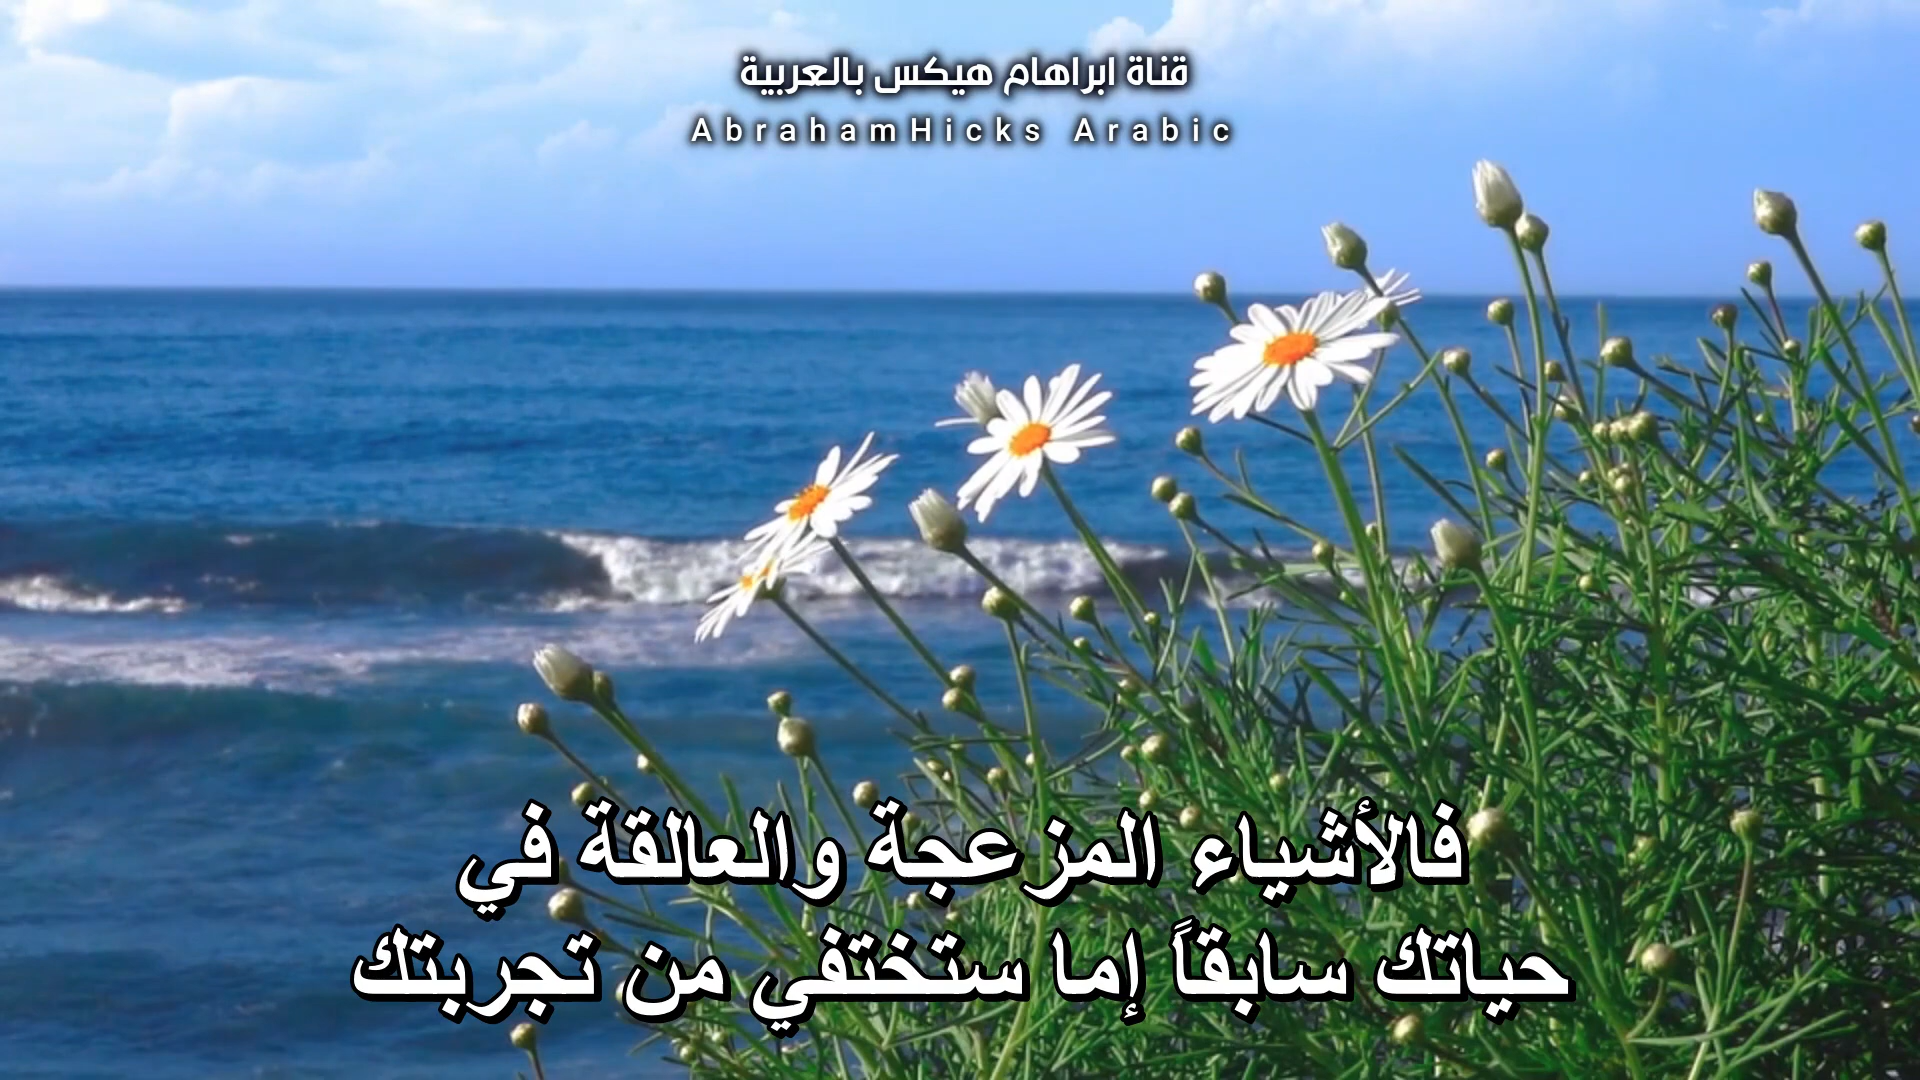 قناة ابراهام هيكس بالعربية
AbrahamHicks Arabic
فالأشياء المزعجة والعالقة في
حياتك سابقاً إما ستختفي من تجربتك